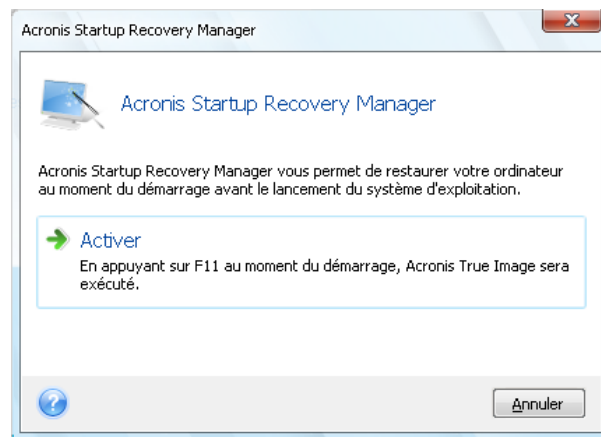 Acronis Startup Recovery Manager
Acronis Startup Recovery Manager
Acronis Startup Recovery Manager vous permet de restaurer votre ordinateur
au moment du démarrage avant le lancement du système d'exploitation.
Activer
En appuyant sur F11 au moment du démarrage, Acronis True Image sera
exécuté.
Annuler